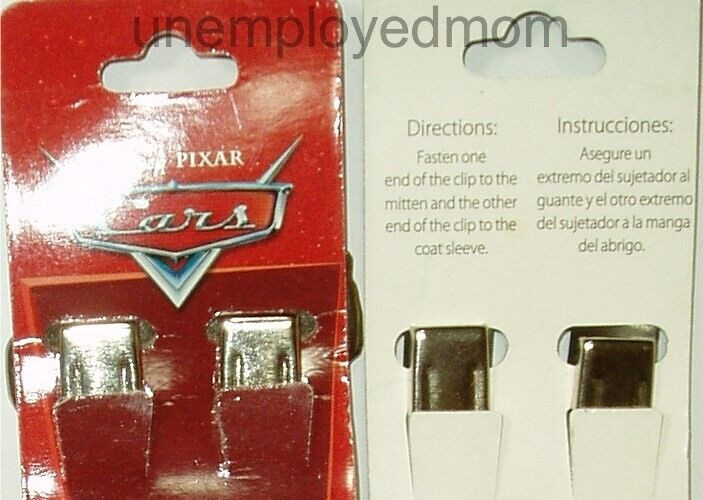 unemployedmom
PIXAR
Cars
Directions:
Fasten one
end of the clip to the
mitten and the other
end of the clip to the
coat sleeve.
Instrucciones:
Asegure un
extremo del sujetador al
guante y el otro extremo
del sujetador a la manga
del abrigo.